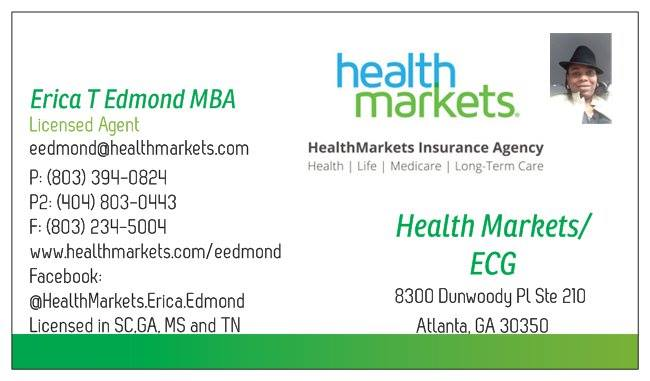 Erica T Edmond MBA
Licensed Agent
eedmond@healthmarkets.com
P: (803) 394-0824
P2: (404) 803-0443
F: (803) 234-5004
www.healthmarkets.com/eedmond
Facebook:
@HealthMarkets.Erica.Edmond
Licensed in SC,GA, MS and TN
health
markets®
HealthMarkets Insurance Agency
Health | Life | Medicare | Long-Term Care
Health Markets/
ECG
8300 Dunwoody Pl Ste 210
Atlanta, GA 30350